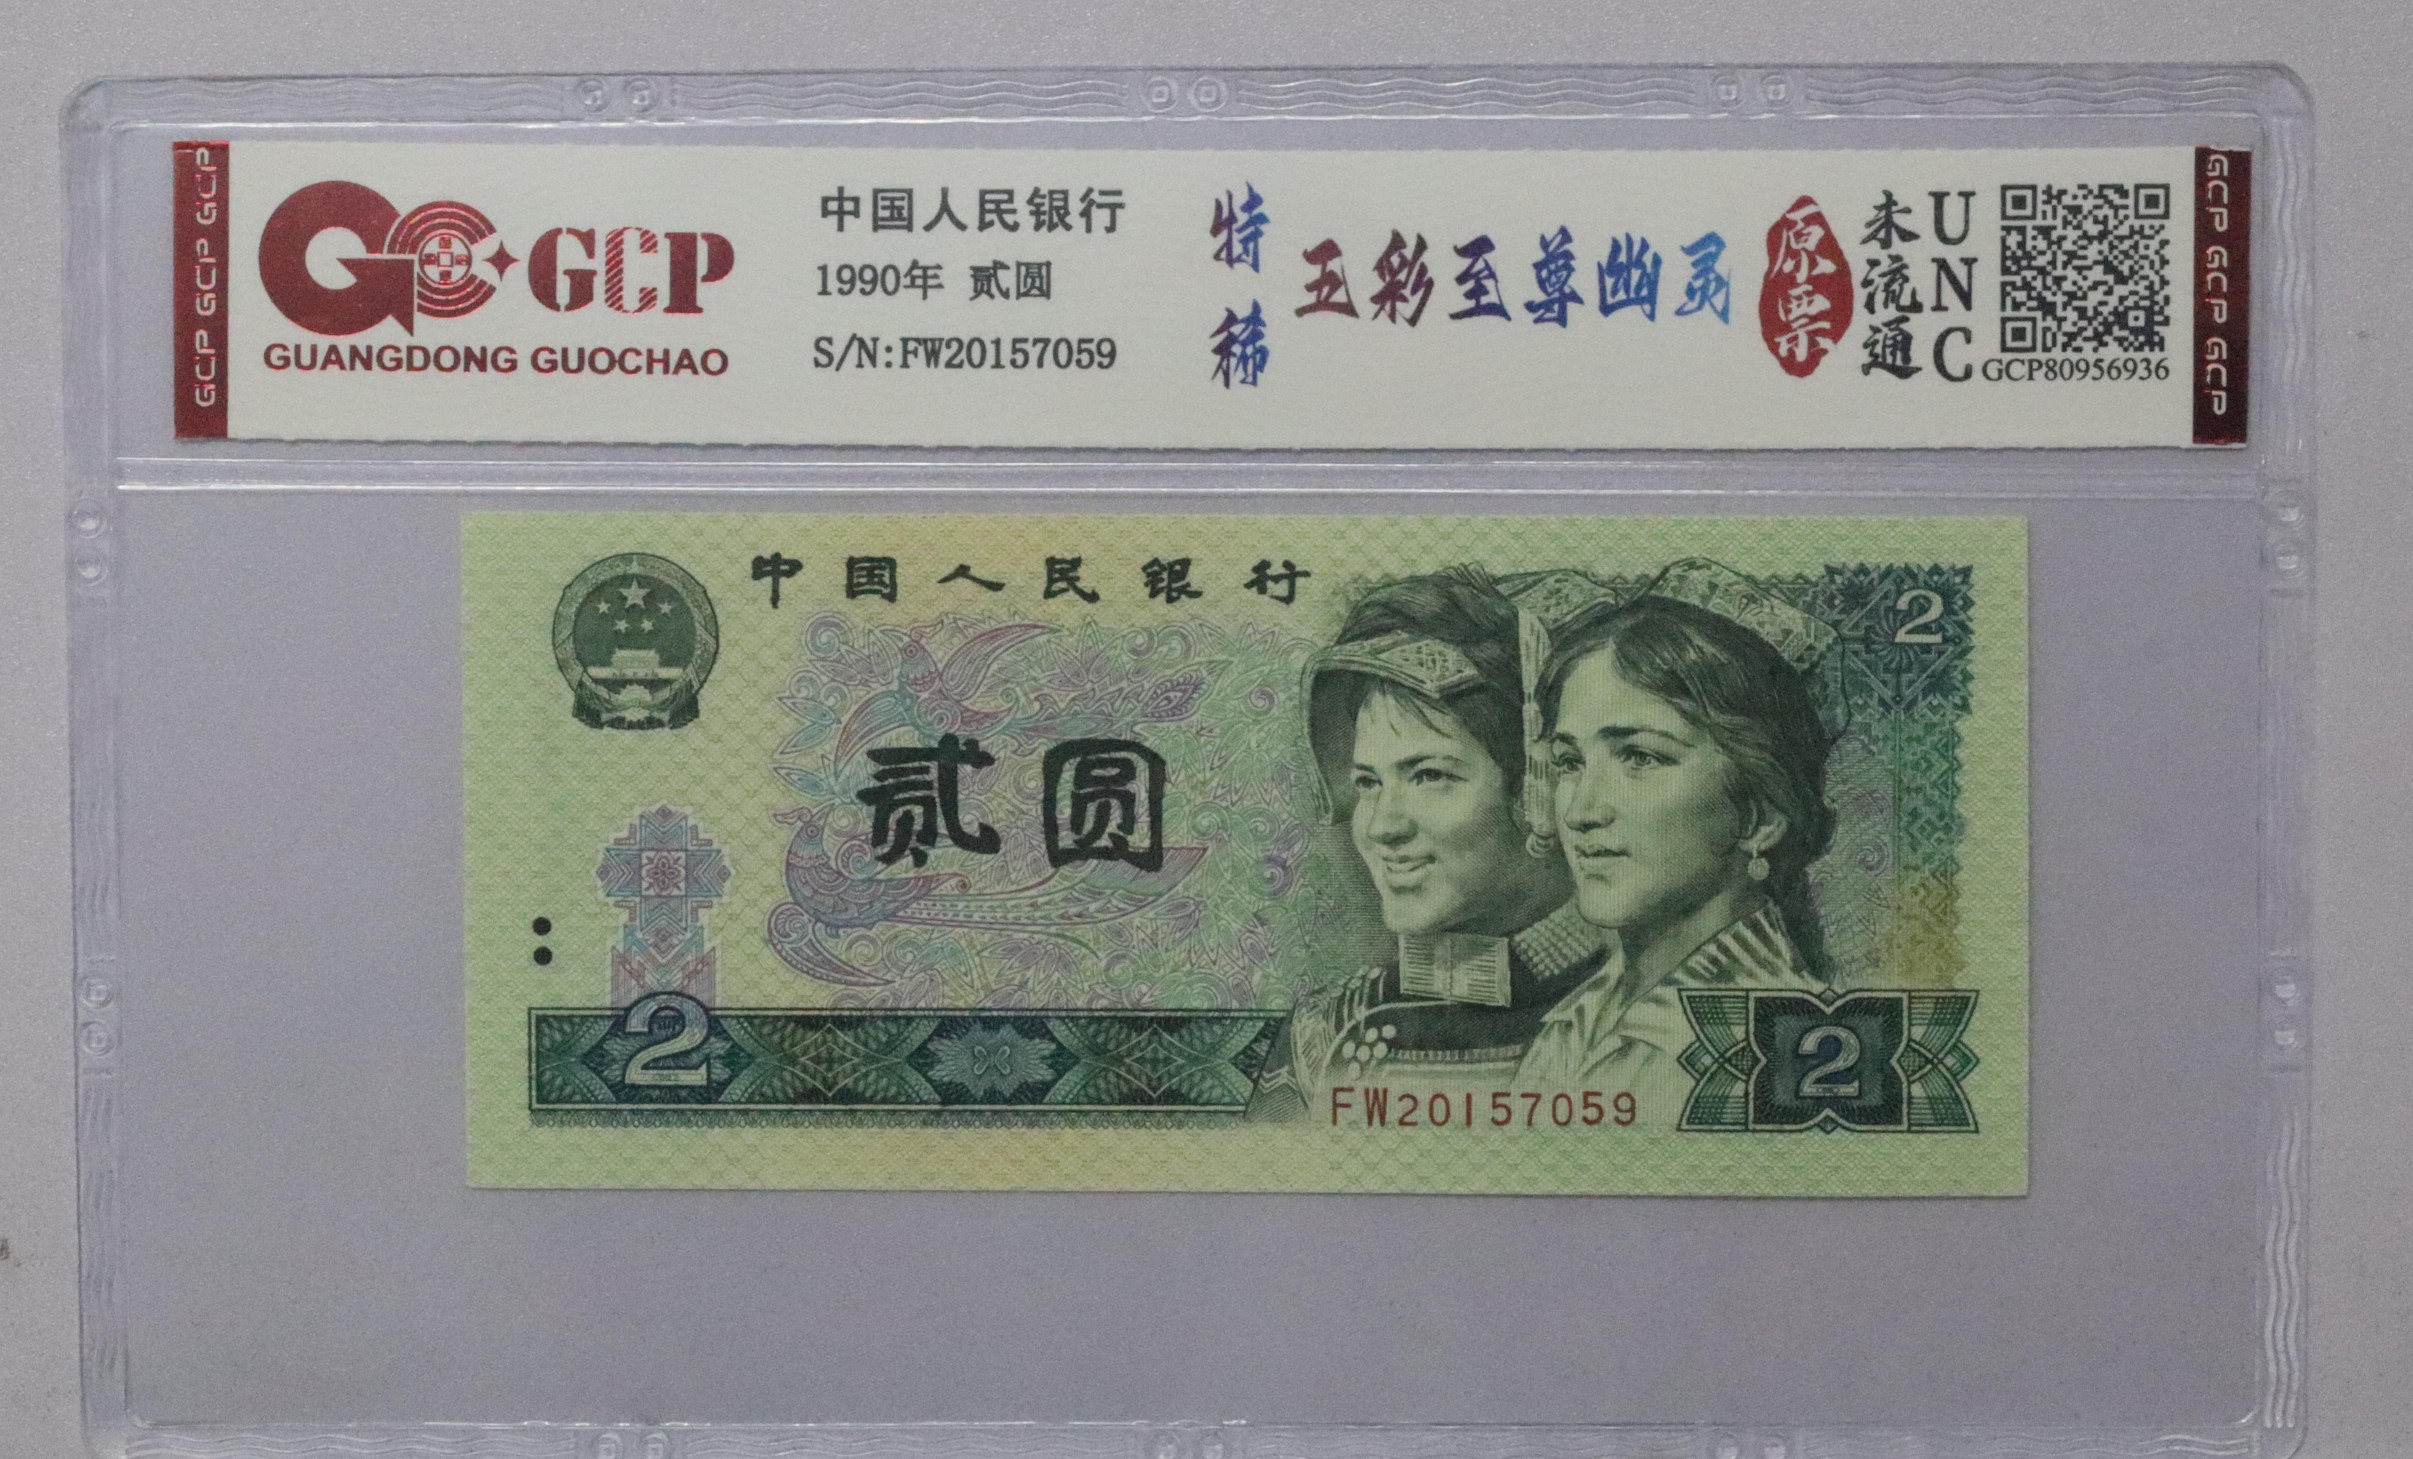 GCP GCP GCP
GCP
GUANGDONG GUOCHAO
中国人民银行
1990年 贰圆
S/N:FW20157059
特稀
五彩至尊幽灵
原票
未流通
UNC
GCP80956936
GCP GCP GCP
中国人民银行
2
贰圆
2
FW20157059
2